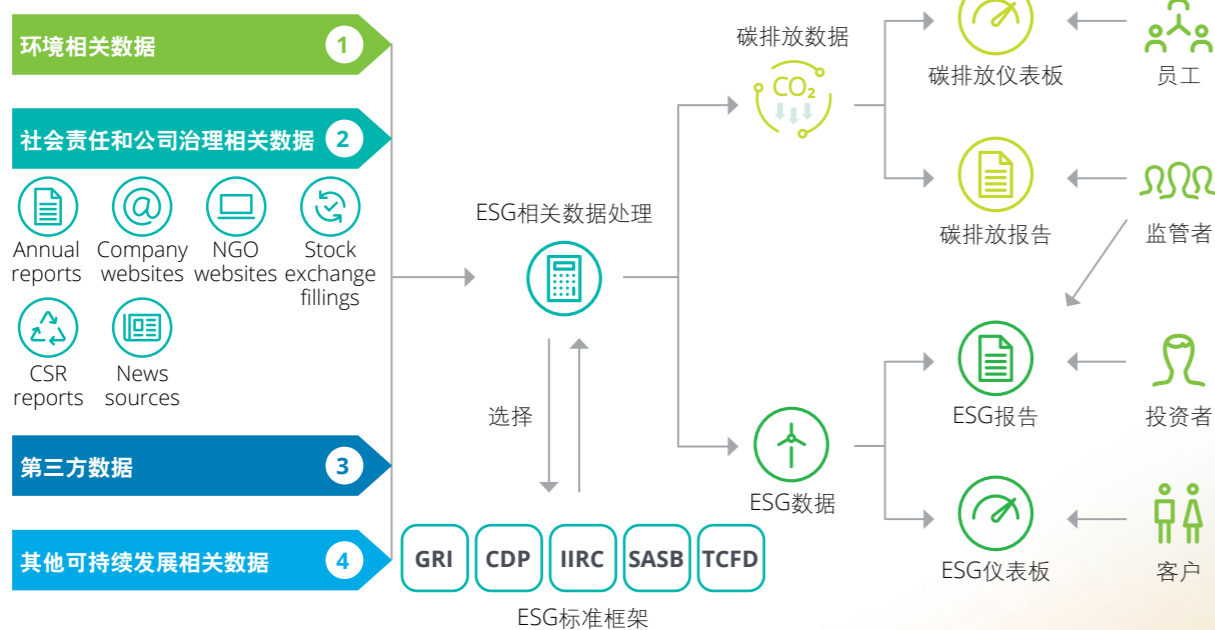 环境相关数据
1
社会责任和公司治理相关数据
2
Annual
reports
Company
websites
NGO
websites
Stock
exchange
fillings
CSR
reports
News
sources
第三方数据
3
其他可持续发展相关数据
4
ESG相关数据处理
选择
GRI
CDP
IIRC
SASB
TCFD
ESG标准框架
碳排放数据
CO₂
ESG数据
碳排放仪表板
碳排放报告
ESG报告
ESG仪表板
员工
监管者
投资者
客户